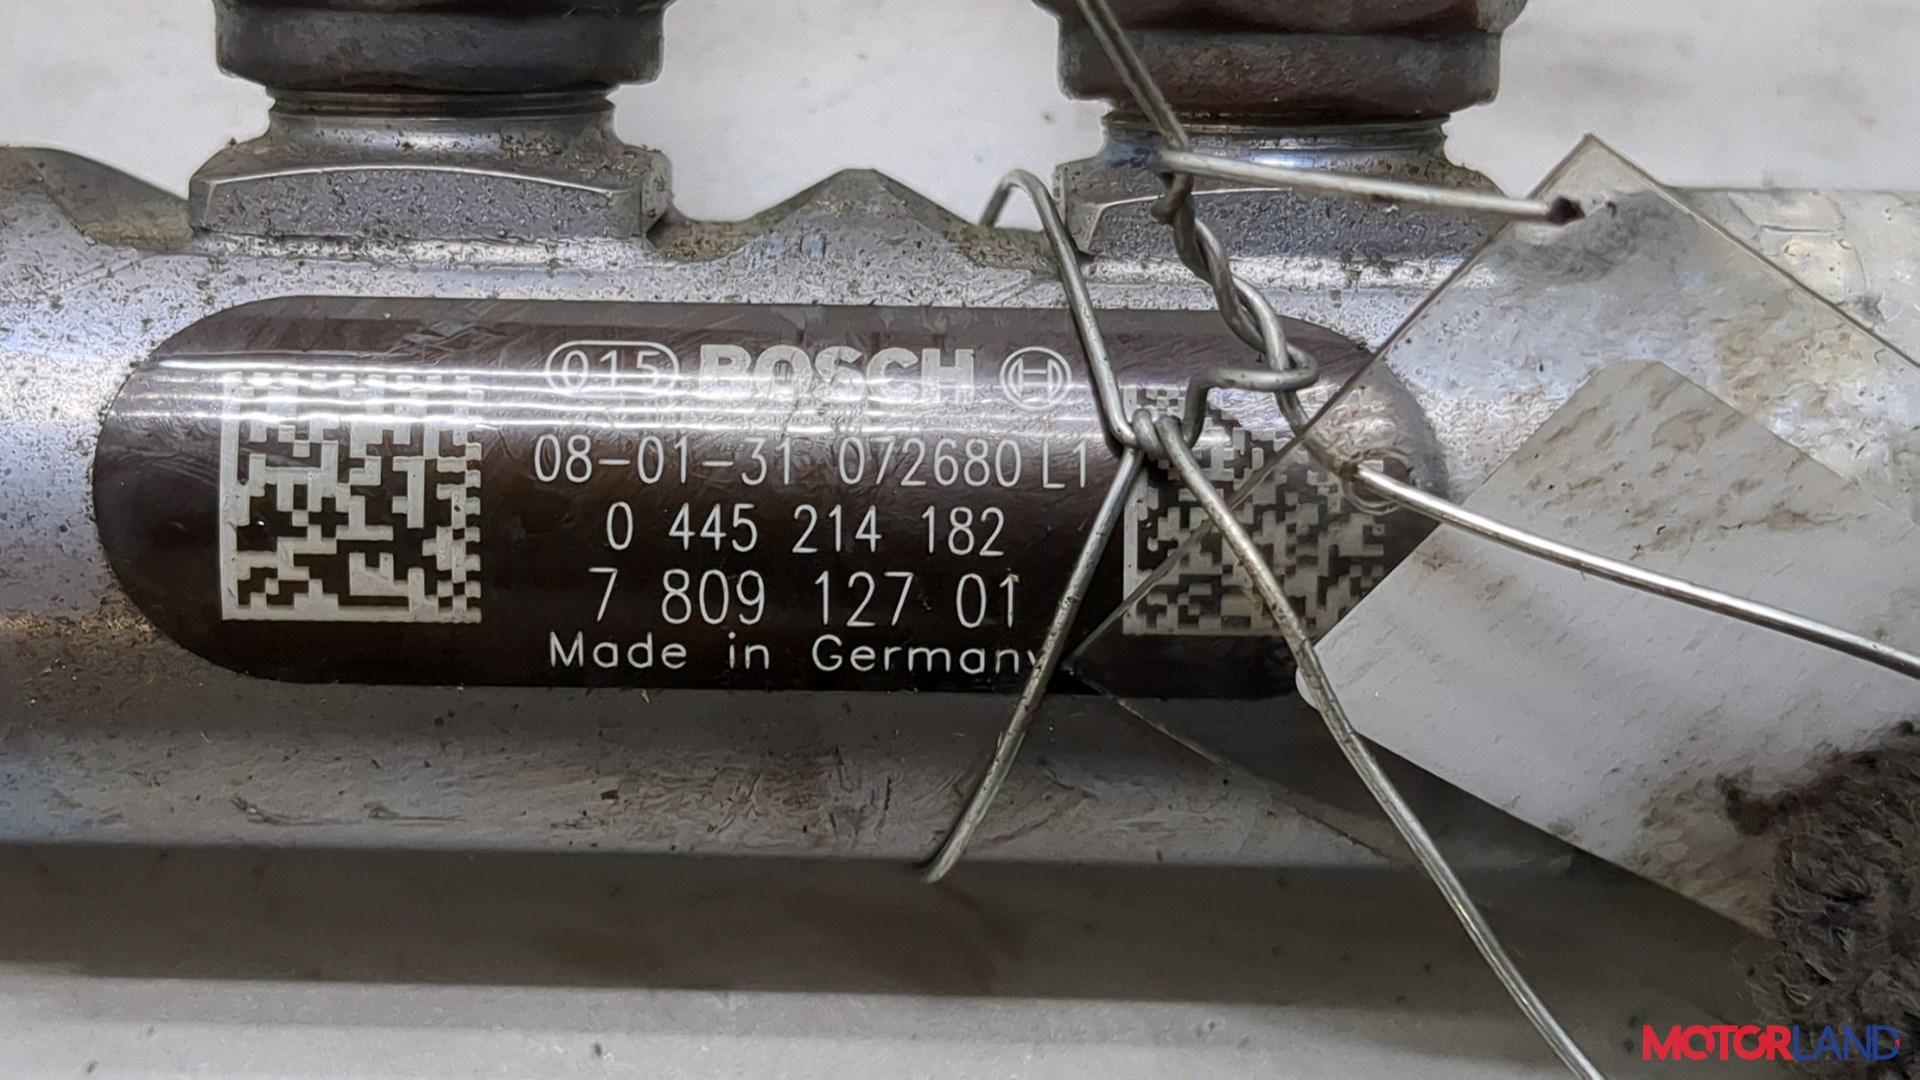 015 BOSCH
08-01-31 072680 L1
0 445 214 182
7 809 127 01
Made in Germany
MOTORLAND